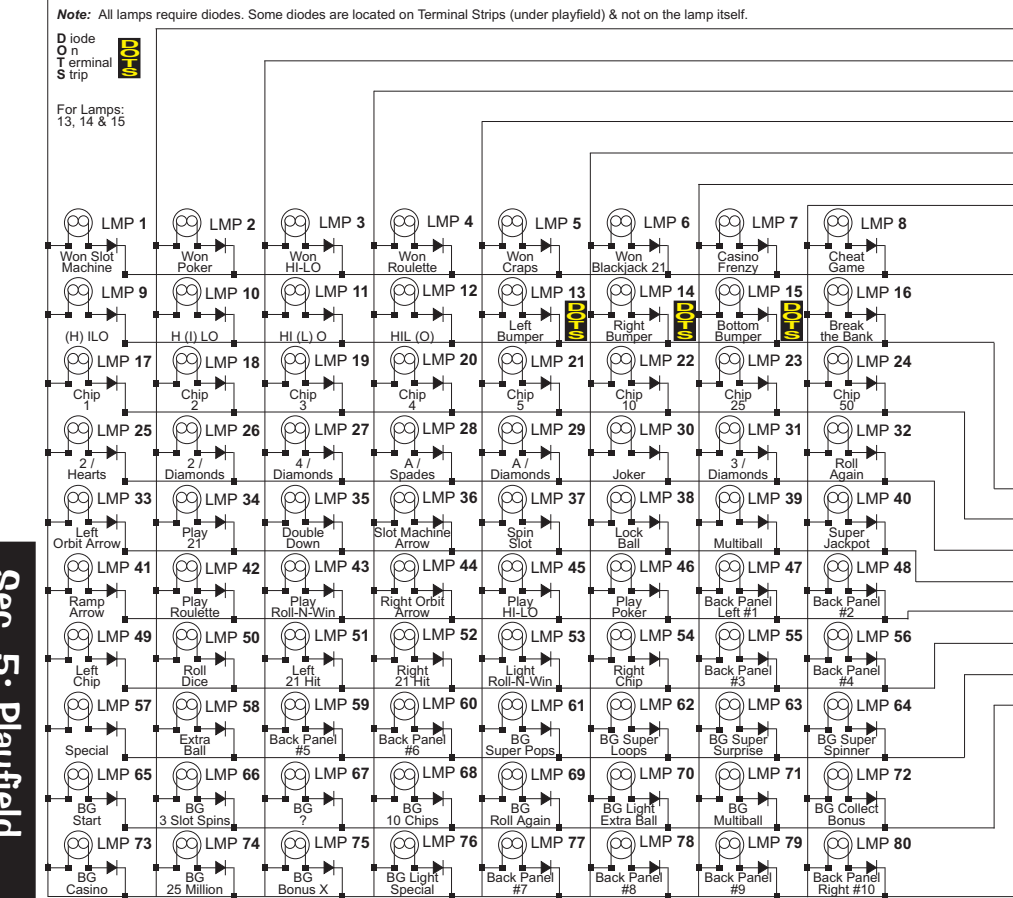 Note: All lamps require diodes. Some diodes are located on Terminal Strips (under playfield) & not on the lamp itself.
D iode
O n
T erminal
S trip
DOTS
For Lamps:
13, 14 & 15
LMP 1
Won Slot
Machine
LMP 2
Won
Poker
LMP 3
Won
HI-LO
LMP 4
Won
Roulette
LMP 5
Won
Craps
LMP 6
Won
Blackjack 21
LMP 7
Casino
Frenzy
LMP 8
Cheat
Game
LMP 9
(H) ILO
LMP 10
H (I) LO
LMP 11
HI (L) O
LMP 12
HIL (O)
LMP 13
Left
Bumper
DOTS
LMP 14
Right
Bumper
DOTS
LMP 15
Bottom
Bumper
DOTS
LMP 16
Break
the Bank
LMP 17
Chip
1
LMP 18
Chip
2
LMP 19
Chip
3
LMP 20
Chip
4
LMP 21
Chip
5
LMP 22
Chip
10
LMP 23
Chip
25
LMP 24
Chip
50
LMP 25
2 /
Hearts
LMP 26
2 /
Diamonds
LMP 27
4 /
Diamonds
LMP 28
A /
Spades
LMP 29
A /
Diamonds
LMP 30
Joker
LMP 31
3 /
Diamonds
LMP 32
Roll
Again
LMP 33
Left
Orbit Arrow
LMP 34
Play
21
LMP 35
Double
Down
LMP 36
Slot Machine
Arrow
LMP 37
Spin
Slot
LMP 38
Lock
Ball
LMP 39
Multiball
LMP 40
Super
Jackpot
LMP 41
Ramp
Arrow
LMP 42
Play
Roulette
LMP 43
Play
Roll-N-Win
LMP 44
Right Orbit
Arrow
LMP 45
Play
HI-LO
LMP 46
Play
Poker
LMP 47
Back Panel
Left #1
LMP 48
Back Panel
#2
LMP 49
Left
Chip
LMP 50
Roll
Dice
LMP 51
Left
21 Hit
LMP 52
Right
21 Hit
LMP 53
Light
Roll-N-Win
LMP 54
Right
Chip
LMP 55
Back Panel
#3
LMP 56
Back Panel
#4
LMP 57
Special
LMP 58
Extra
Ball
LMP 59
Back Panel
#5
LMP 60
Back Panel
#6
LMP 61
BG
Super Pops
LMP 62
BG Super
Loops
LMP 63
BG Super
Surprise
LMP 64
BG Super
Spinner
LMP 65
BG
Start
LMP 66
BG
3 Slot Spins
LMP 67
BG
?
LMP 68
BG
10 Chips
LMP 69
BG
Roll Again
LMP 70
BG Light
Extra Ball
LMP 71
BG
Multiball
LMP 72
BG Collect
Bonus
LMP 73
BG
Casino
LMP 74
BG
25 Million
LMP 75
BG
Bonus X
LMP 76
BG Light
Special
LMP 77
Back Panel
#7
LMP 78
Back Panel
#8
LMP 79
Back Panel
#9
LMP 80
Back Panel
Right #10
Sec. 5: Playfield